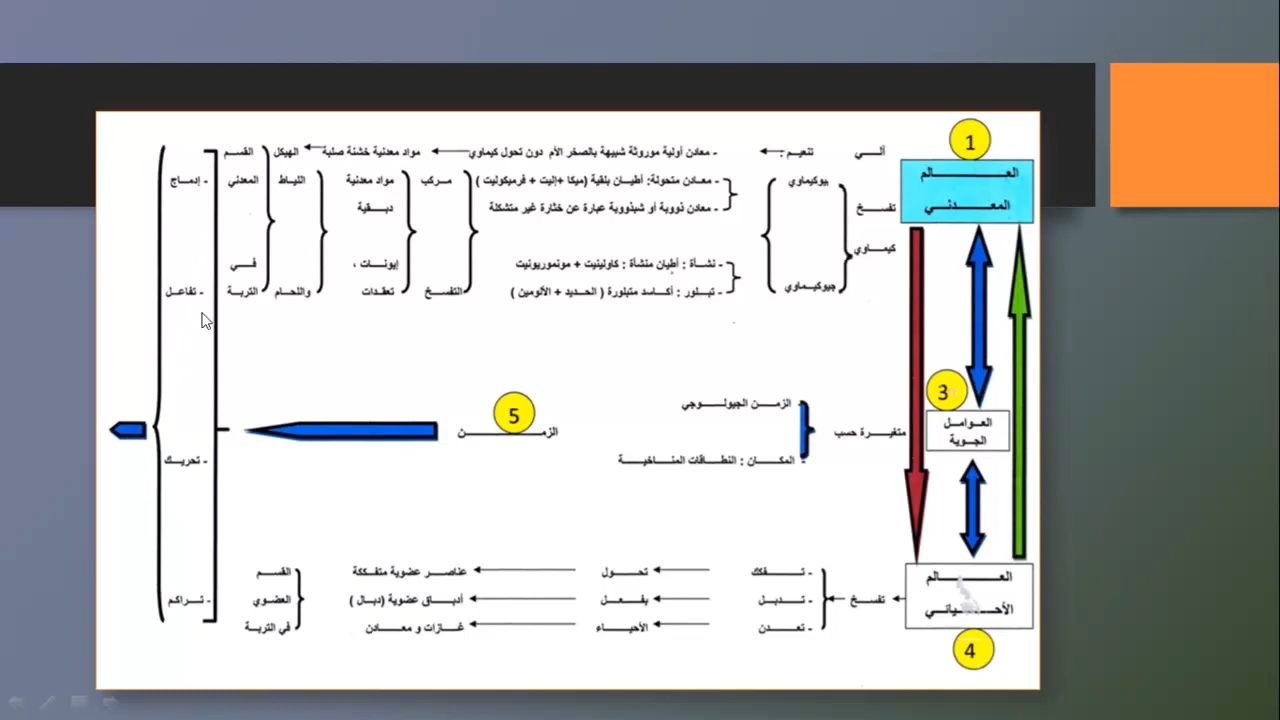 1
العالم
المعدني
آلي
تنعيم :
- معادن أولية موروثة شبيهة بالصخر الأم دون تحول كيماوي
مواد معدنية خشنة صلبة
الهيكل
القسم
جيوكيماوي
- معادن متحولة: أطيان بلقية (ميكا +إليت + فرميكوليت )
مركب
مواد معدنية
اللياط
المعدني
- إدماج
تفسخ
- معادن ذووبة أو شبذووبة عبارة عن خثارة غير متشكلة
دبقية
كيماوي
- نشأة : أطيان منشأة : كاولينيت + مونموريونيت
إيونات ،
في
جيوكيماوي
- تبلور : أكاسد متبلورة ( الحديد + الألومين )
التفسخ
تعقدات
واللحام
التربة
- تفاعل
3
العوامل
الجوية
متغيرة حسب
- الزمن الجيولوجي
- المكان : النطاقات المناخية
5
الزمن
- تحريك
العالم
الأحيائي
4
تفسخ
- تفكك
تحول
عناصر عضوية متفككة
القسم
- تدبل
بفعل
أدباق عضوية (دبال )
العضوي
- تراكم
- تعدن
الأحياء
غازات و معادن
في التربة